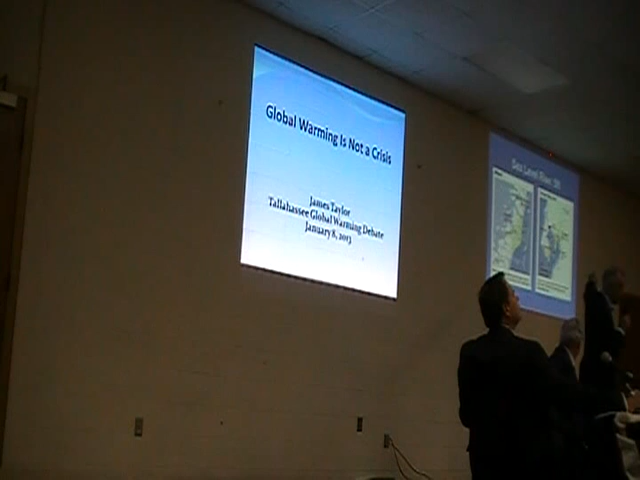 Global Warming Is Not a Crisis
James Taylor
Tallahassee Global Warming Debate
January 8, 2013
Sea Level Rise,